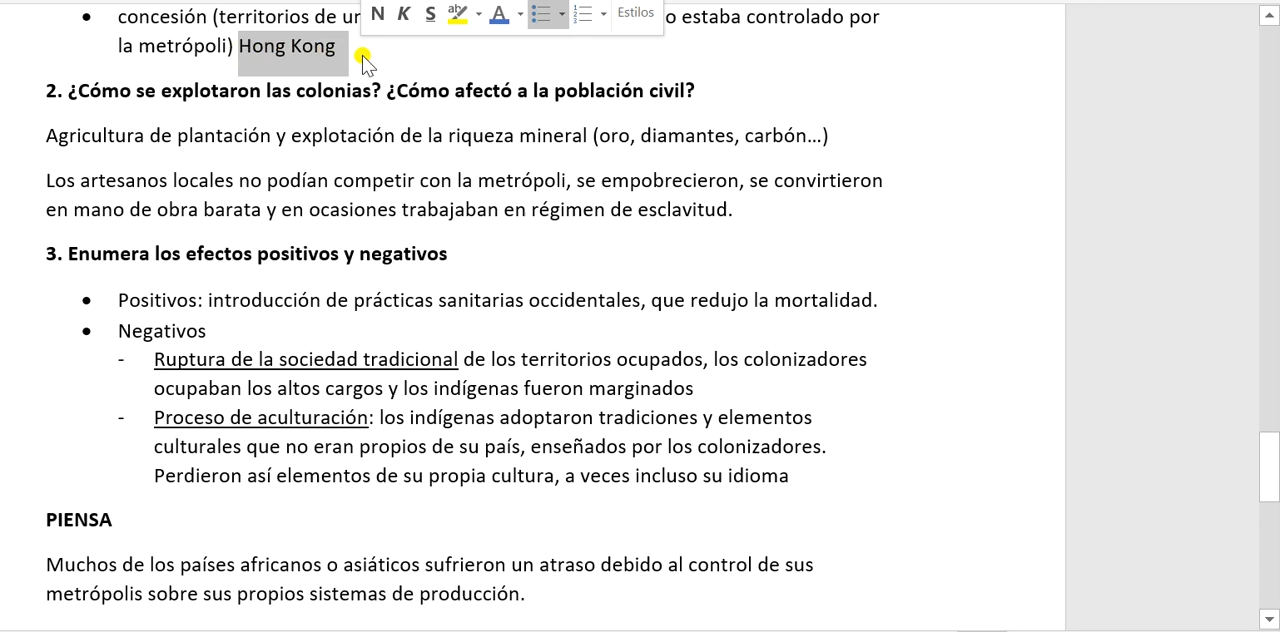 concesión (territorios de un
N K S ab A Estilos
o estaba controlado por
la metrópoli) Hong Kong
2. ¿Cómo se explotaron las colonias? ¿Cómo afectó a la población civil?
Agricultura de plantación y explotación de la riqueza mineral (oro, diamantes, carbón…)
Los artesanos locales no podían competir con la metrópoli, se empobrecieron, se convirtieron
en mano de obra barata y en ocasiones trabajaban en régimen de esclavitud.
3. Enumera los efectos positivos y negativos
• Positivos: introducción de prácticas sanitarias occidentales, que redujo la mortalidad.
• Negativos
- Ruptura de la sociedad tradicional de los territorios ocupados, los colonizadores
ocupaban los altos cargos y los indígenas fueron marginados
- Proceso de aculturación: los indígenas adoptaron tradiciones y elementos
culturales que no eran propios de su país, enseñados por los colonizadores.
Perdieron así elementos de su propia cultura, a veces incluso su idioma
PIENSA
Muchos de los países africanos o asiáticos sufrieron un atraso debido al control de sus
metrópolis sobre sus propios sistemas de producción.